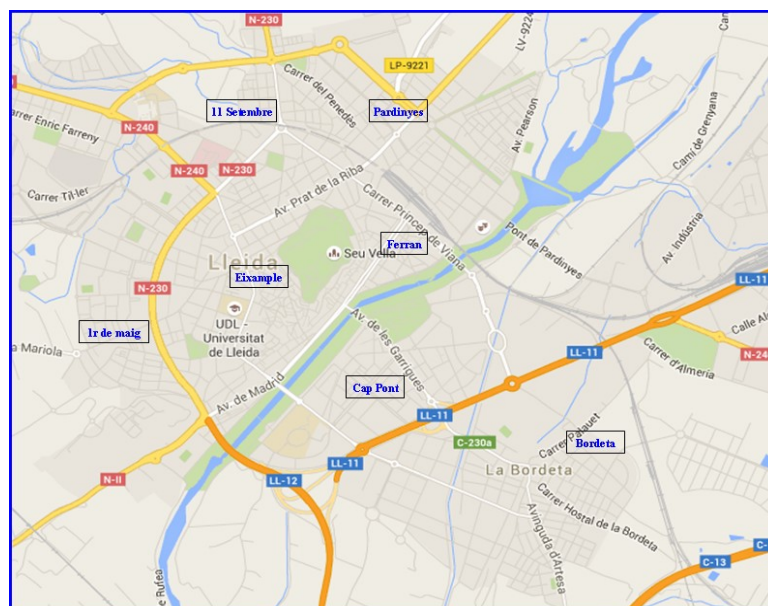 N-230
LV-9224
LP-9221
Carrer del Penedès
N-240
11 Setembre
Pardinyes
Av. Pearson
Camí de Grenyana
Carrer Enric Farreny
N-240
N-230
N-240
Carrer Til·ler
Av. Prat de la Riba
Carrer Príncep de Viana
Pont de Pardinyes
Av. Indústria
Ferran
Seu Vella
Lleida
Eixample
N-230
LL-11
UDL -
Universitat
de Lleida
1r de maig
Av. de les Garrigues
LL-11
Carrer d'Almeria
Av. de Madrid
Cap Pont
LL-11
C-230a
Carrer Palauet
Bordeta
La Bordeta
LL-11
N-II
LL-12
Carrer Hostal de la Bordeta
Avinguda d'Artesa
C-13